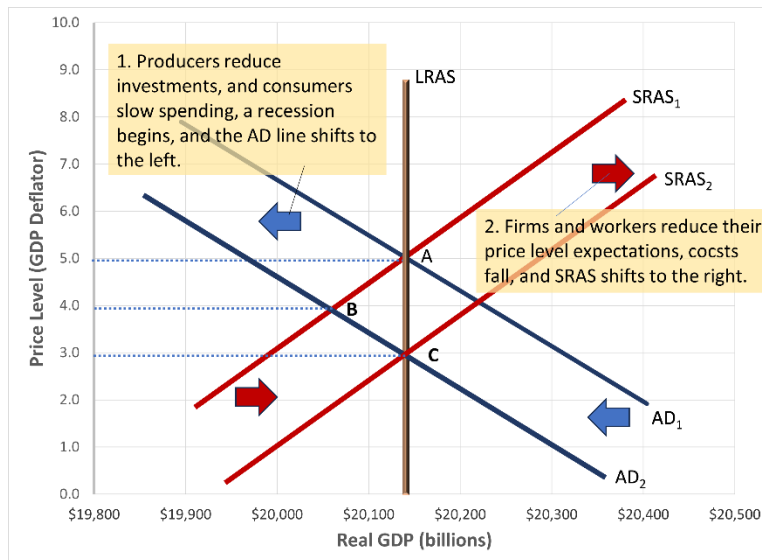 10.0
9.0
8.0
7.0
6.0
5.0
4.0
3.0
2.0
1.0
0.0
Price Level (GDP Deflator)
1. Producers reduce
investments, and consumers
slow spending, a recession
begins, and the AD line shifts to
the left.
LRAS
SRAS1
SRAS2
2. Firms and workers reduce their
price level expectations, cocsts
fall, and SRAS shifts to the right.
A
B
C
AD1
AD2
$19,800
$19,900
$20,000
$20,100
$20,200
$20,300
$20,400
$20,500
Real GDP (billions)